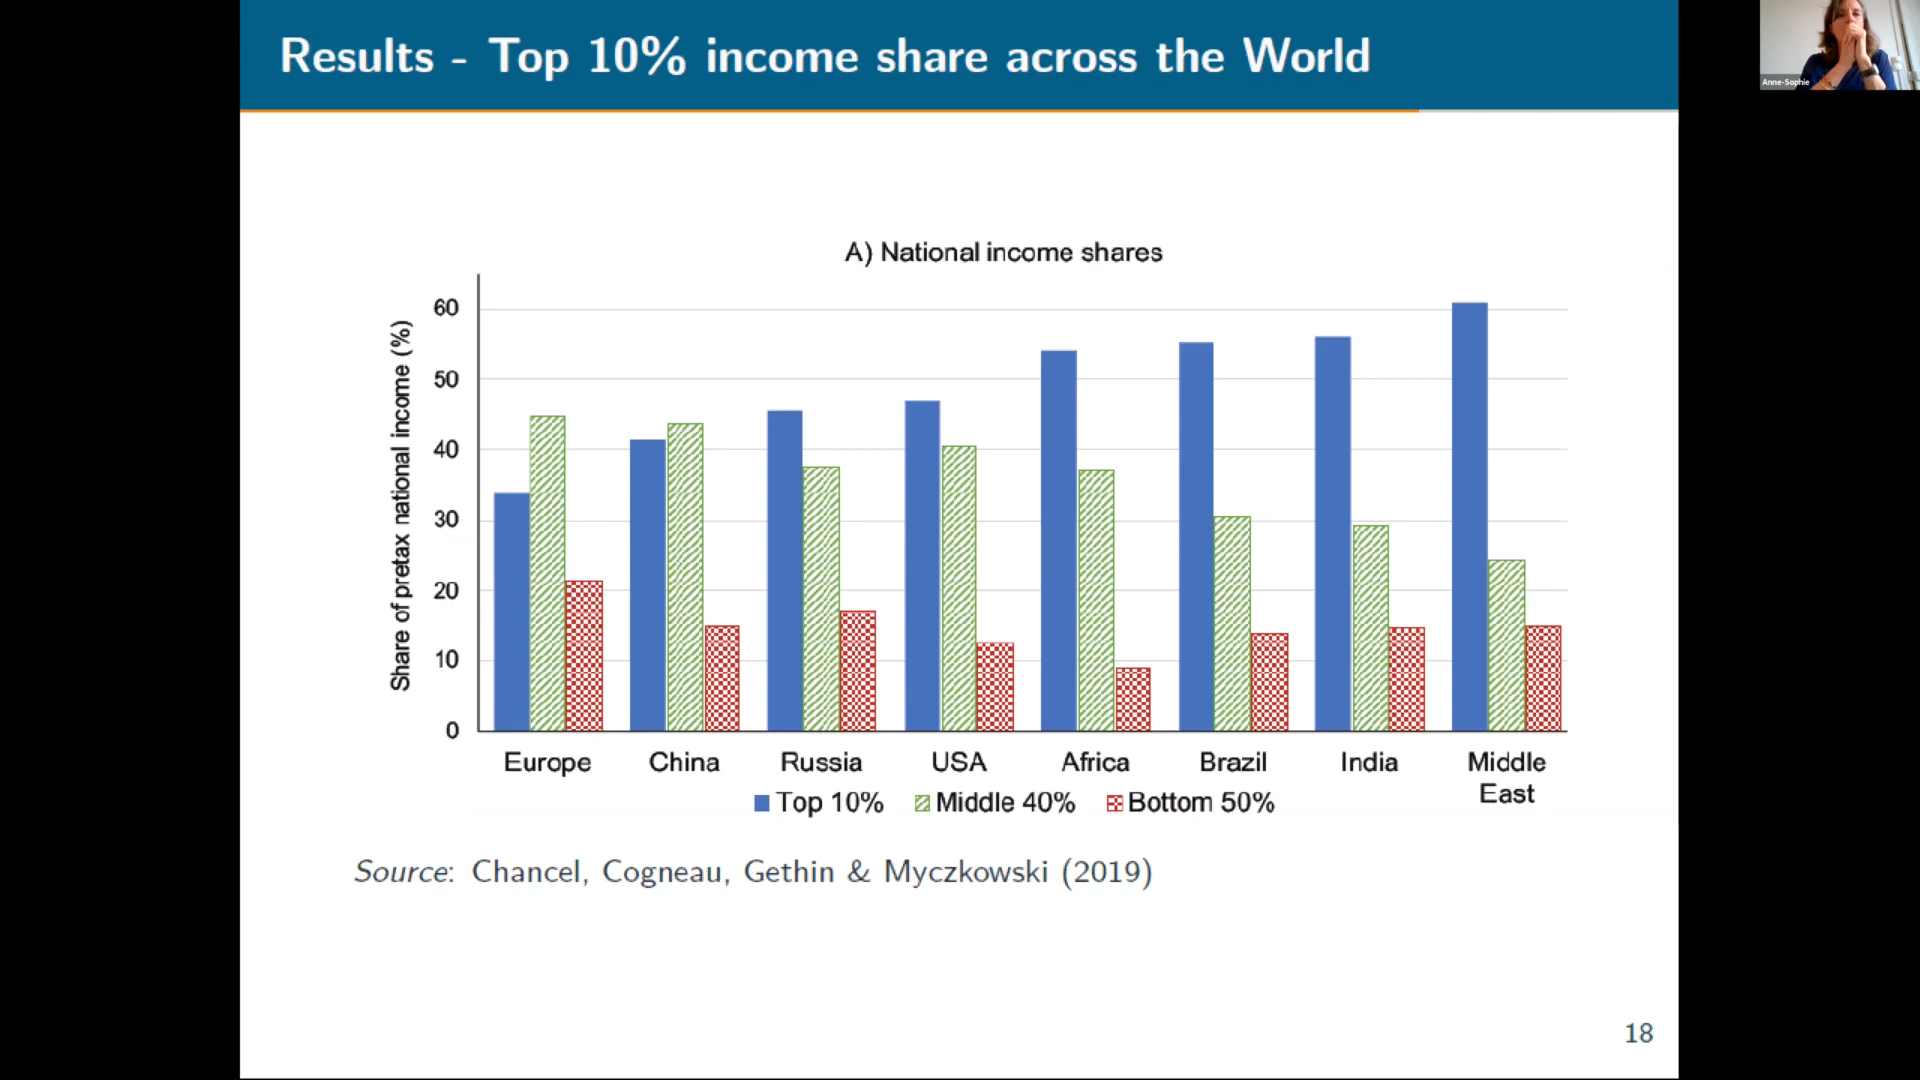 Results - Top 10% income share across the World
Anne-Sophie
A) National income shares
Share of pretax national income (%)
60
50
40
30
20
10
0
Europe China Russia USA Africa Brazil India Middle East
Top 10% Middle 40% Bottom 50%
Source: Chancel, Cogneau, Gethin & Myczkowski (2019)
18